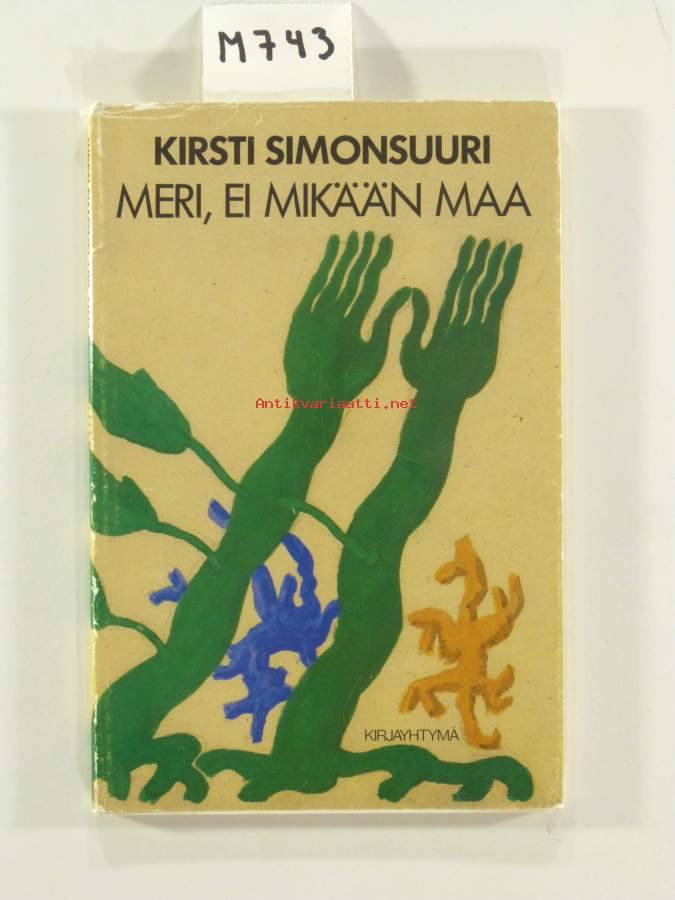 M743
KIRSTI SIMONSUURI
MERI, EI MIKÄÄN MAA
Antikvariaatti.net
KIRJAYHTYMÄ